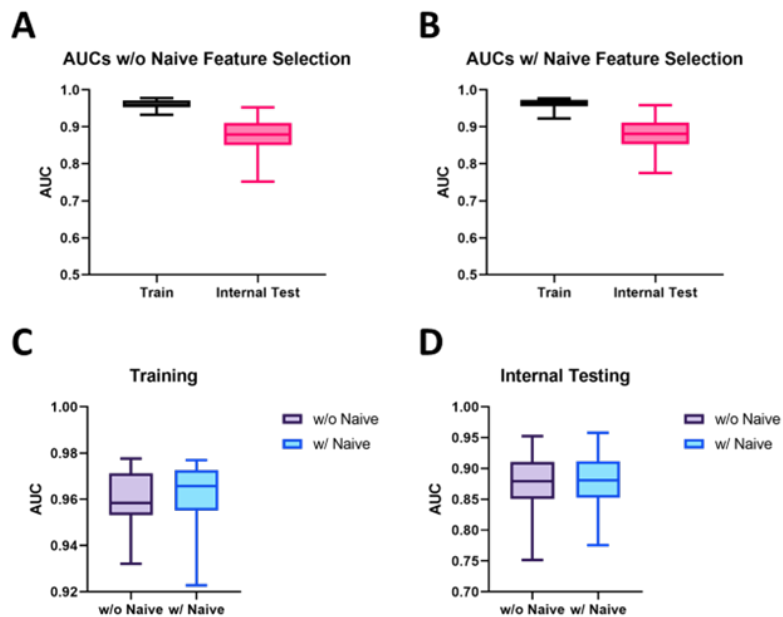 A
AUCs w/o Naive Feature Selection
AUC
1.0
0.9
0.8
0.7
0.6
0.5
Train
Internal Test
B
AUCs w/ Naive Feature Selection
AUC
1.0
0.9
0.8
0.7
0.6
0.5
Train
Internal Test
C
Training
AUC
1.00
0.98
0.96
0.94
0.92
w/o Naive
w/ Naive
w/o Naive
w/ Naive
D
Internal Testing
AUC
1.00
0.95
0.90
0.85
0.80
0.75
0.70
w/o Naive
w/ Naive
w/o Naive
w/ Naive